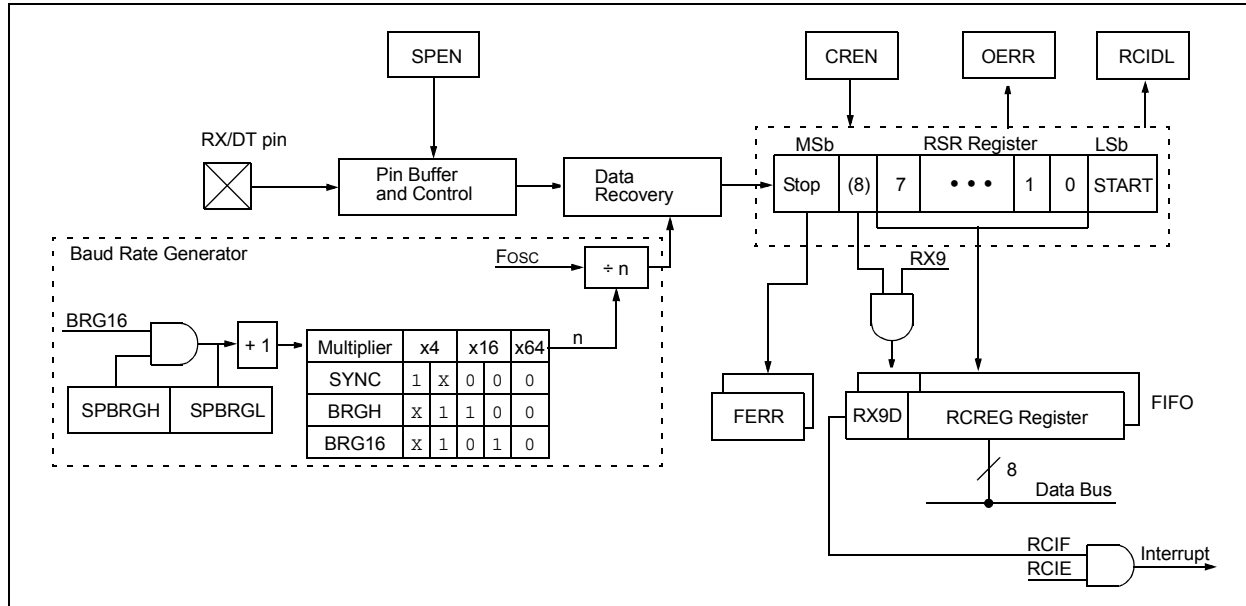 SPEN
CREN
OERR
RCIDL
RX/DT pin
Pin Buffer
and Control
Data
Recovery
MSb
RSR Register
LSb
Stop (8) 7 • • • 1 0 START
Baud Rate Generator
FOSC
÷ n
RX9
BRG16
+ 1
n
Multiplier x4 x16 x64
SYNC 1 X 0 0 0
BRGH X 1 1 0 0
BRG16 X 1 0 1 0
SPBRGH SPBRGL
FERR
RX9D RCREG Register
FIFO
8
Data Bus
RCIF
RCIE
Interrupt